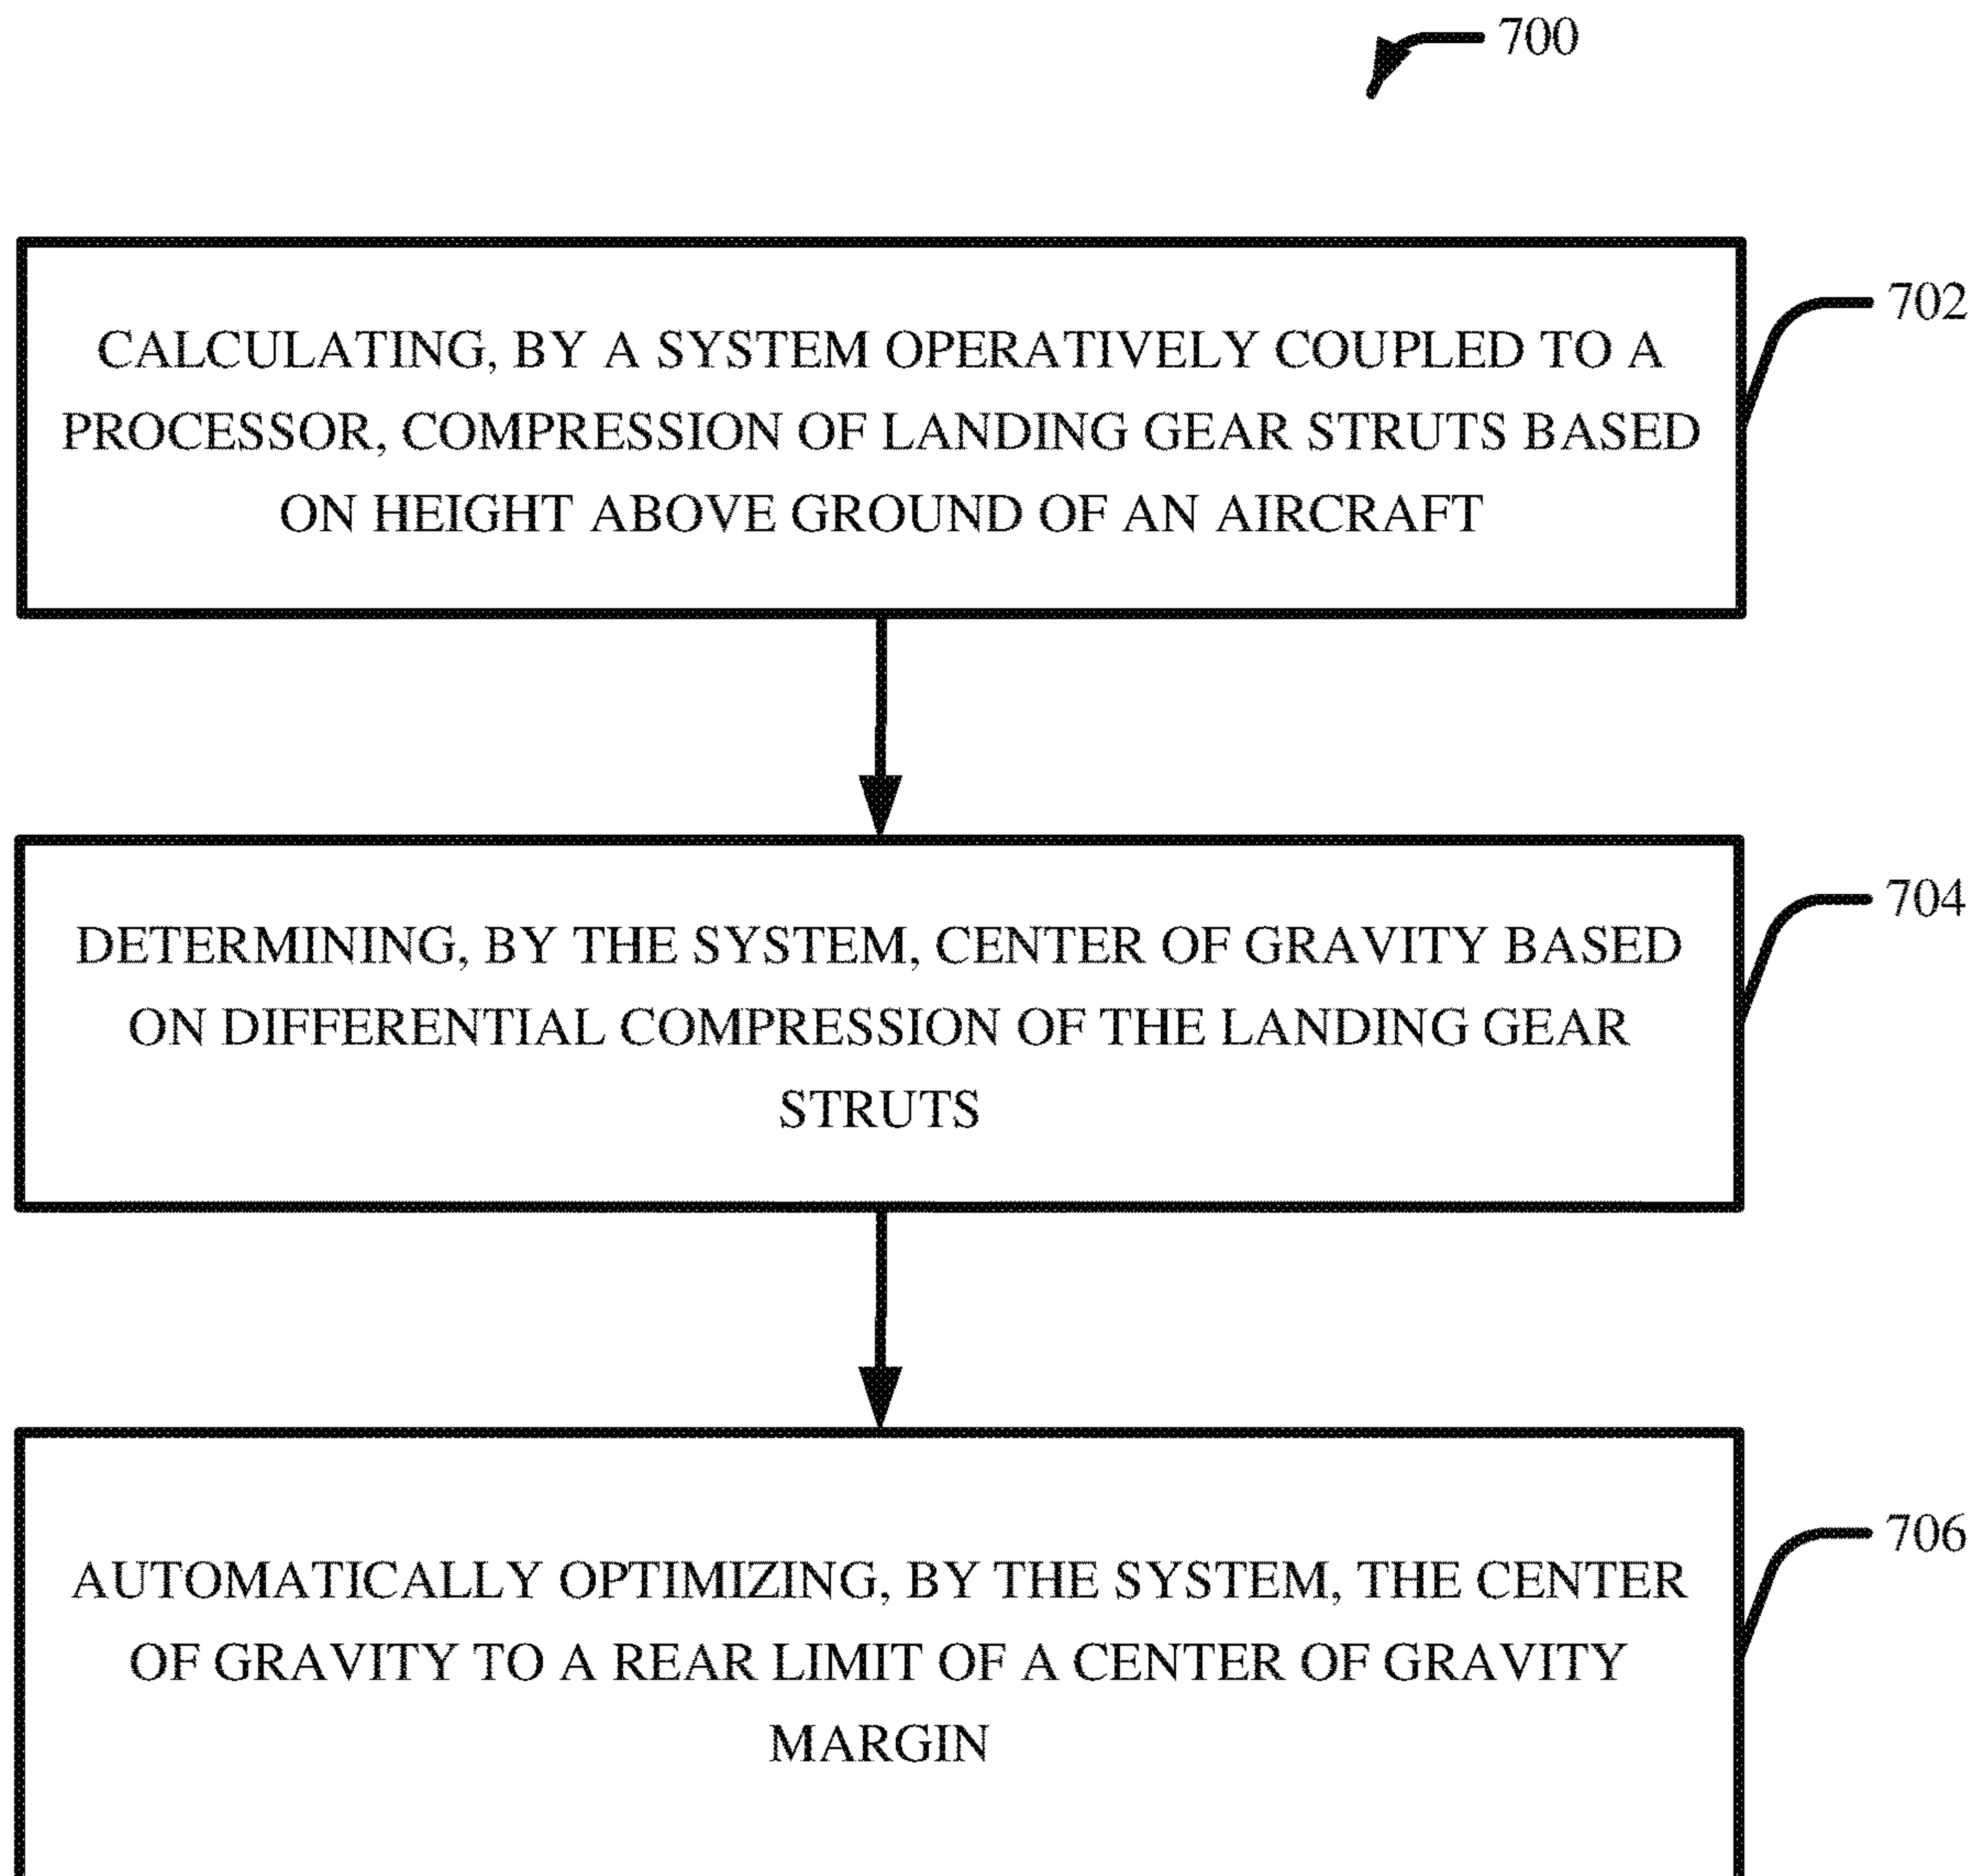 700
702
CALCULATING, BY A SYSTEM OPERATIVELY COUPLED TO A
PROCESSOR, COMPRESSION OF LANDING GEAR STRUTS BASED
ON HEIGHT ABOVE GROUND OF AN AIRCRAFT
704
DETERMINING, BY THE SYSTEM, CENTER OF GRAVITY BASED
ON DIFFERENTIAL COMPRESSION OF THE LANDING GEAR
STRUTS
706
AUTOMATICALLY OPTIMIZING, BY THE SYSTEM, THE CENTER
OF GRAVITY TO A REAR LIMIT OF A CENTER OF GRAVITY
MARGIN